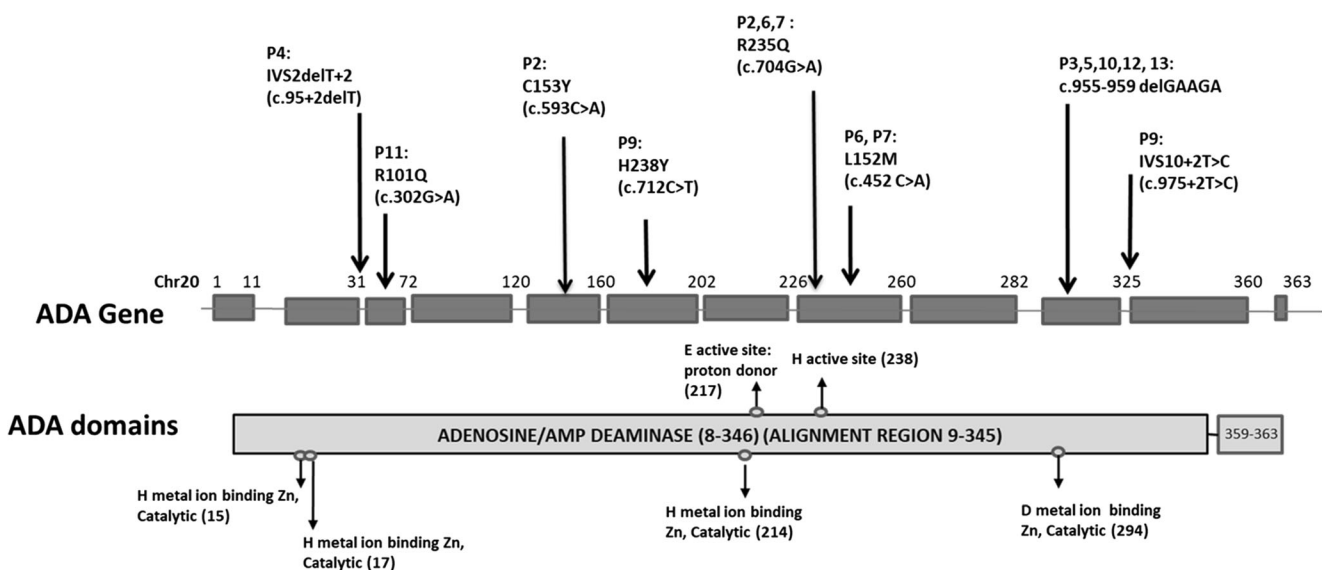 P4:
IVS2delT+2
(c.95+2delT)
P11:
R101Q
(c.302G>A)
P2:
C153Y
(c.593C>A)
P9:
H238Y
(c.712C>T)
P2,6,7 :
R235Q
(c.704G>A)
P6, P7:
L152M
(c.452 C>A)
P3,5,10,12, 13:
c.955-959 delGAAGA
P9:
IVS10+2T>C
(c.975+2T>C)
Chr20 1 11 31 72 120 160 202 226 260 282 325 360 363
ADA Gene
E active site:
proton donor
(217)
H active site (238)
ADA domains
ADENOSINE/AMP DEAMINASE (8-346) (ALIGNMENT REGION 9-345)
359-363
H metal ion binding Zn,
Catalytic (15)
H metal ion binding Zn,
Catalytic (17)
H metal ion binding
Zn, Catalytic (214)
D metal ion binding
Zn, Catalytic (294)